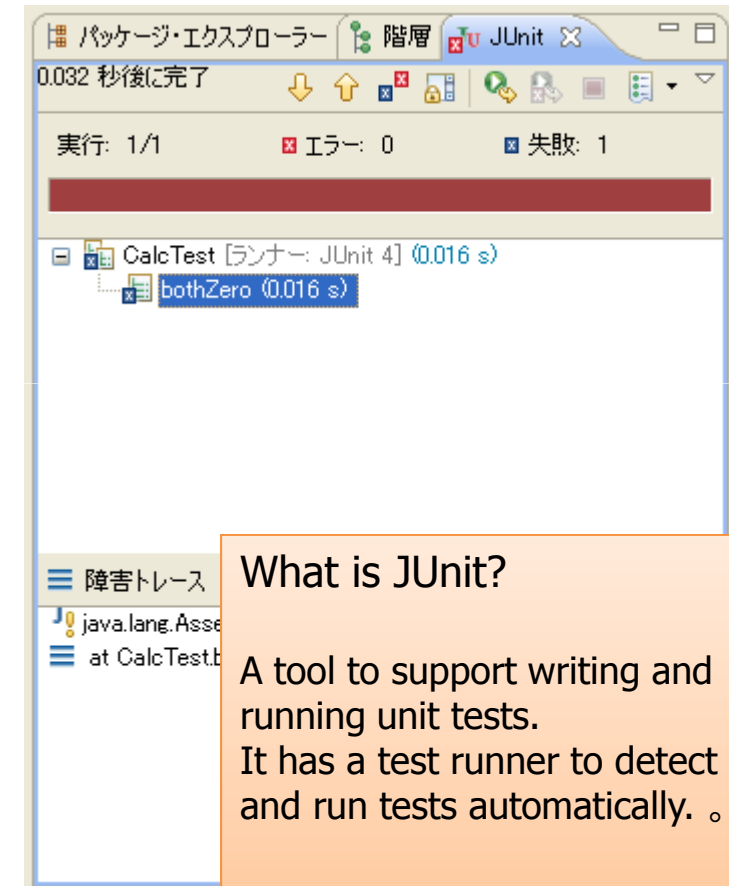 パッケージ・エクスプローラー 階層 JUnit
0.032 秒後に完了
実行: 1/1 エラー: 0 失敗: 1
CalcTest [ランナー: JUnit 4] (0.016 s)
bothZero (0.016 s)
障害トレース
java.lang.Asse
at CalcTest.b
What is JUnit?
A tool to support writing and
running unit tests.
It has a test runner to detect
and run tests automatically. 。